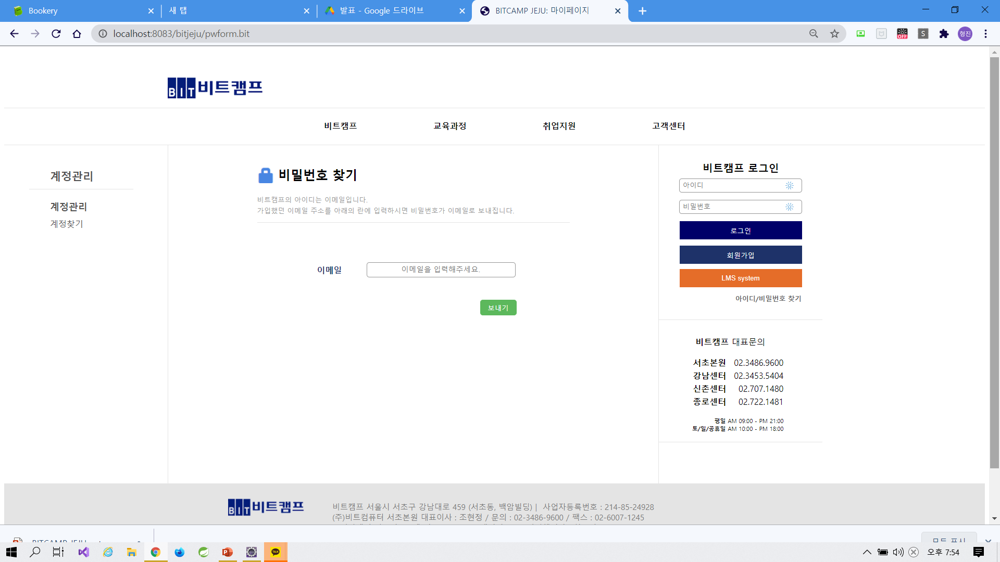 Bookery
새 탭
발표 - Google 드라이브
BITCAMP JEJU: 마이페이지
localhost:8083/bitjeju/pwform.bit
OFF
S
형진
BIT비트캠프
비트캠프
교육과정
취업지원
고객센터
계정관리
계정관리
계정찾기
비밀번호 찾기
비트캠프의 아이디는 이메일입니다.
가입했던 이메일 주소를 아래의 란에 입력하시면 비밀번호가 이메일로 보내집니다.
이메일
이메일을 입력해주세요.
보내기
비트캠프 로그인
아이디
비밀번호
로그인
회원가입
LMS system
아이디/비밀번호 찾기
비트캠프 대표문의
서초본원 02.3486.9600
강남센터 02.3453.5404
신촌센터 02.707.1480
종로센터 02.722.1481
평일 AM 09:00 - PM 21:00
토/일/공휴일 AM 10:00 - PM 18:00
BIT비트캠프
비트캠프 서울시 서초구 강남대로 459 (서초동, 백암빌딩) | 사업자등록번호 : 214-85-24928
(주)비트컴퓨터 서초본원 대표이사 : 조현정 / 문의 : 02-3486-9600 / 팩스 : 02-6007-1245
BITCAMP JEJU
모두 표시
TALK
오후 7:54